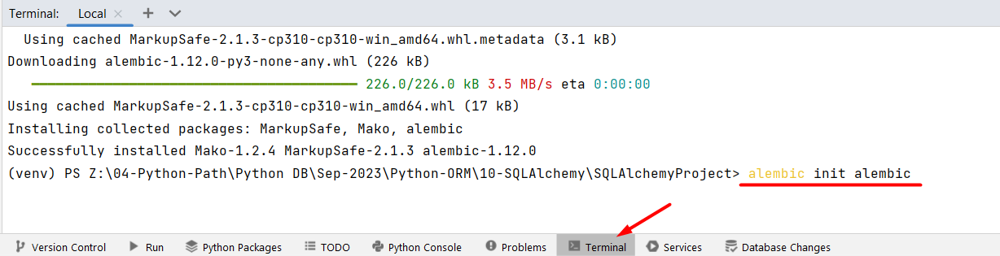 Terminal: Local
Using cached MarkupSafe-2.1.3-cp310-cp310-win_amd64.whl.metadata (3.1 kB)
Downloading alembic-1.12.0-py3-none-any.whl (226 kB)
226.0/226.0 kB 3.5 MB/s eta 0:00:00
Using cached MarkupSafe-2.1.3-cp310-cp310-win_amd64.whl (17 kB)
Installing collected packages: MarkupSafe, Mako, alembic
Successfully installed Mako-1.2.4 MarkupSafe-2.1.3 alembic-1.12.0
(venv) PS Z:\04-Python-Path\Python DB\Sep-2023\Python-ORM\10-SQLAlchemy\SQLAlchemyProject> alembic init alembic
Version Control Run Python Packages TODO Python Console Problems Terminal Services Database Changes